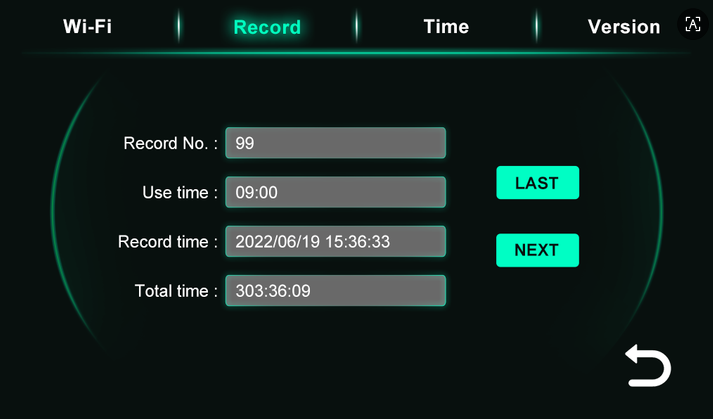 Wi-Fi Record Time Version
Record No. : 99
Use time : 09:00
LAST
Record time : 2022/06/19 15:36:33
NEXT
Total time : 303:36:09